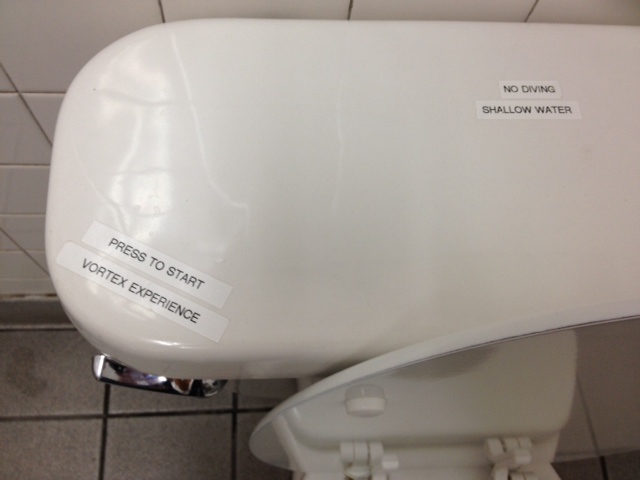 NO DIVING
SHALLOW WATER
PRESS TO START
VORTEX EXPERIENCE